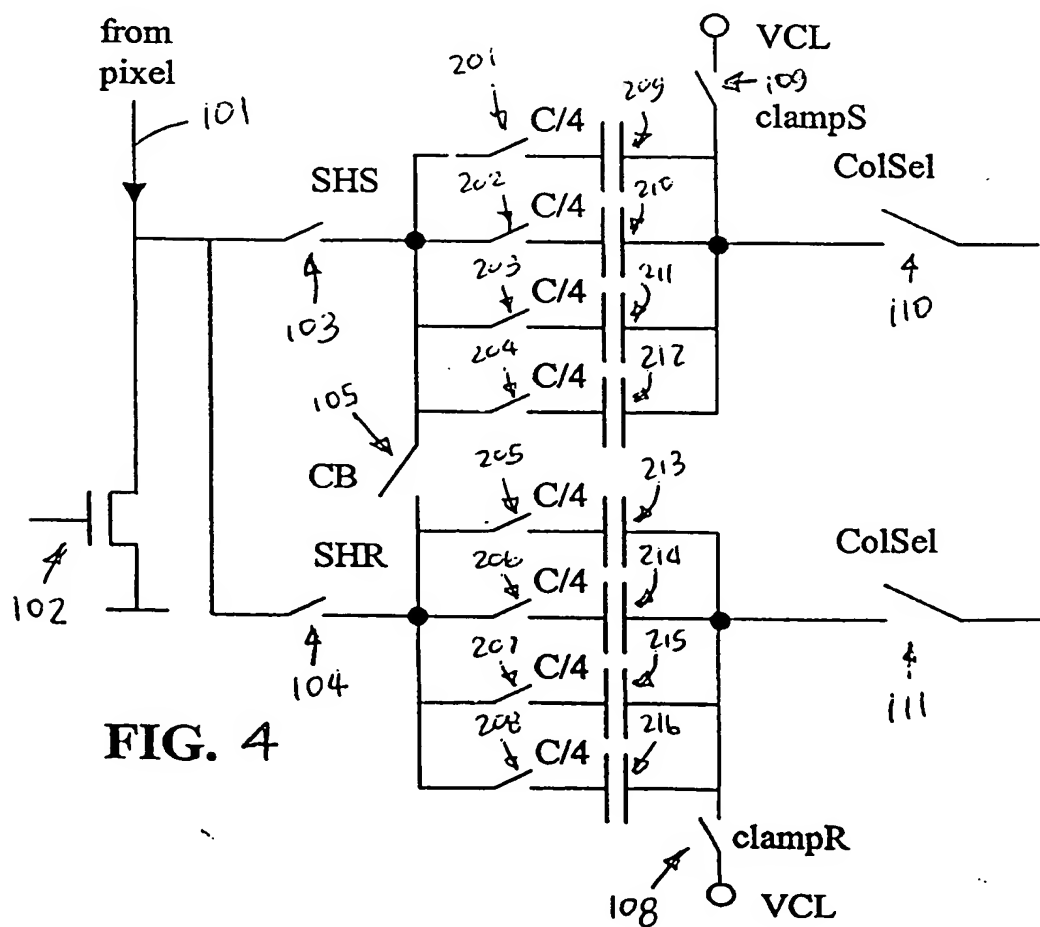 from
pixel
101
201
C/4
209
VCL
109
clampS
SHS
202
C/4
210
ColSel
103
203
C/4
211
110
204
C/4
212
105
CB
205
C/4
213
SHR
206
C/4
214
ColSel
102
104
207
C/4
215
111
FIG. 4
208
C/4
216
clampR
108
VCL